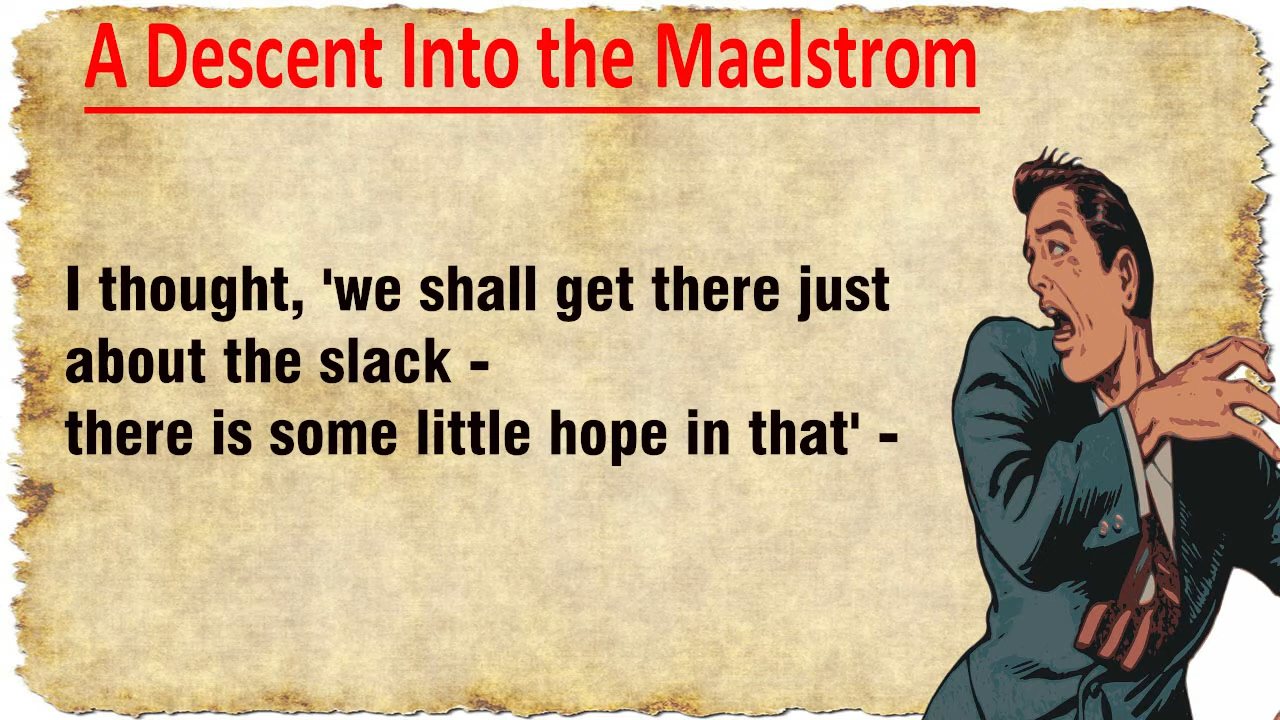 A Descent Into the Maelstrom
I thought, 'we shall get there just
about the slack -
there is some little hope in that' -